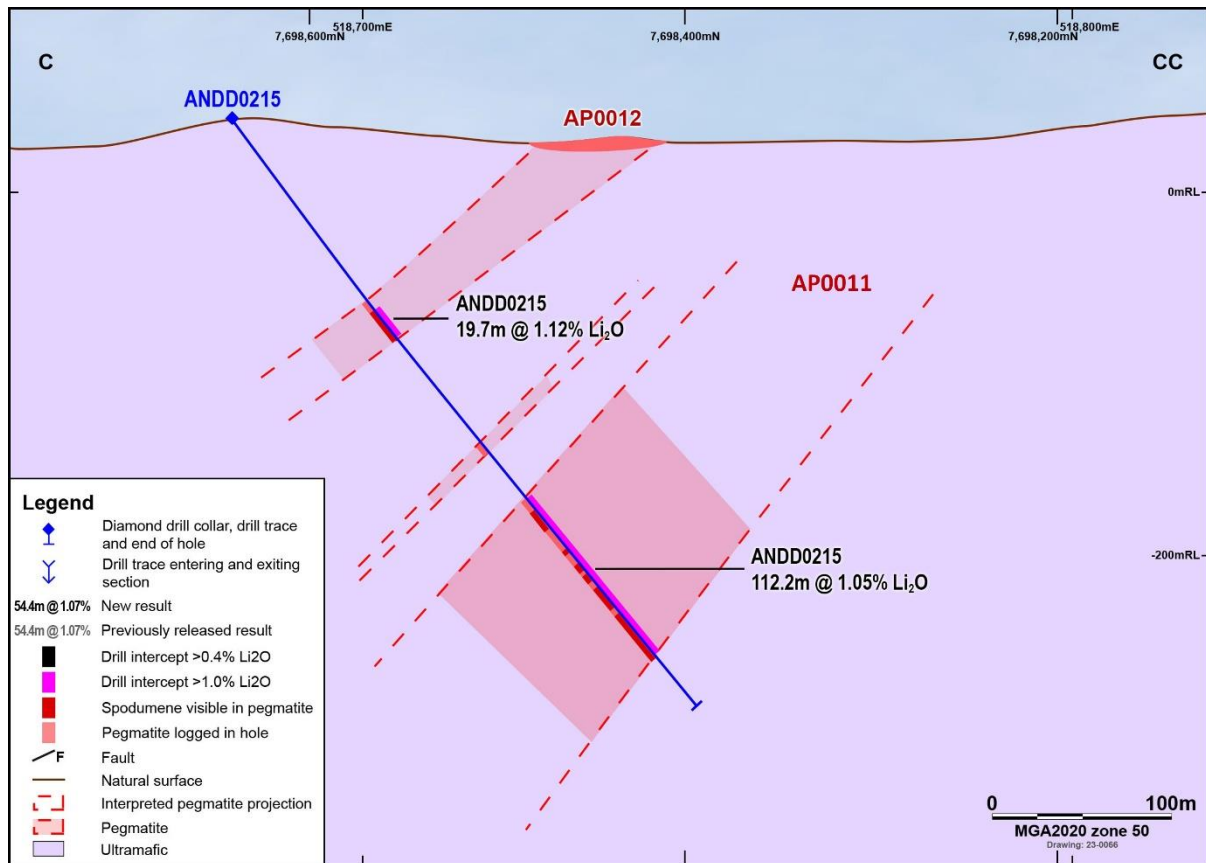 518,700mE
518,800mE
7,698,600mN
7,698,400mN
7,698,200mN
C
CC
ANDD0215
AP0012
0mRL
AP0011
ANDD0215
19.7m @ 1.12% Li₂O
-200mRL
ANDD0215
112.2m @ 1.05% Li₂O
Legend
Diamond drill collar, drill trace
and end of hole
Drill trace entering and exiting
section
54.4m @ 1.07% New result
54.4m @ 1.07% Previously released result
Drill intercept >0.4% Li2O
Drill intercept >1.0% Li2O
Spodumene visible in pegmatite
Pegmatite logged in hole
F Fault
Natural surface
Interpreted pegmatite projection
Pegmatite
Ultramafic
0 100m
MGA2020 zone 50
Drawing: 23-0066